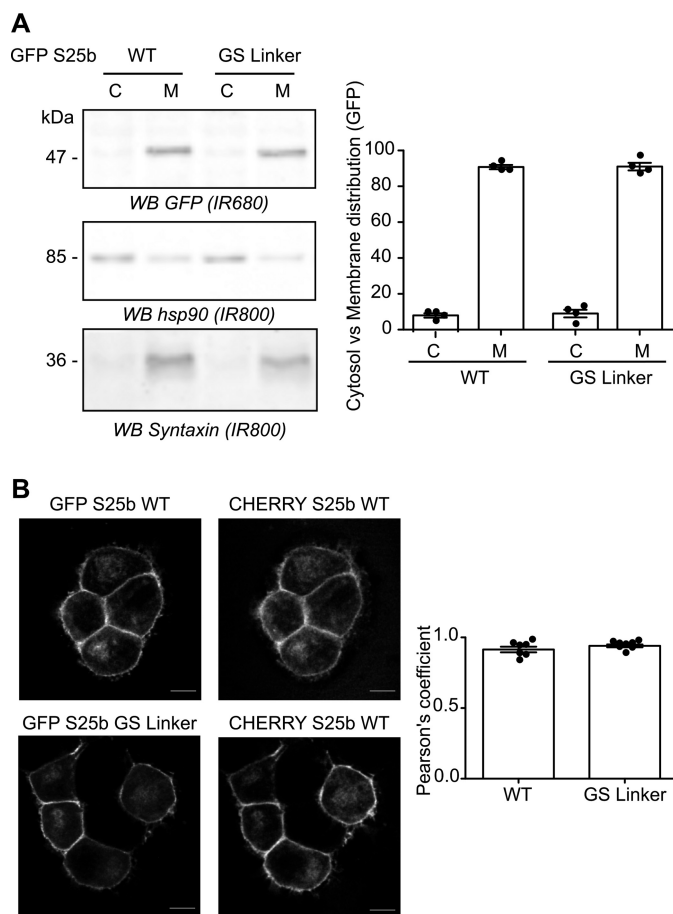 A
GFP S25b WT GS Linker
C M C M
kDa
47 -
WB GFP (IR680)
85 -
WB hsp90 (IR800)
36 -
WB Syntaxin (IR800)
Cytosol vs Membrane distribution (GFP)
100
80
60
40
20
0
C M C M
WT GS Linker
B
GFP S25b WT CHERRY S25b WT
GFP S25b GS Linker CHERRY S25b WT
Pearson's coefficient
1.0
0.5
0.0
WT GS Linker